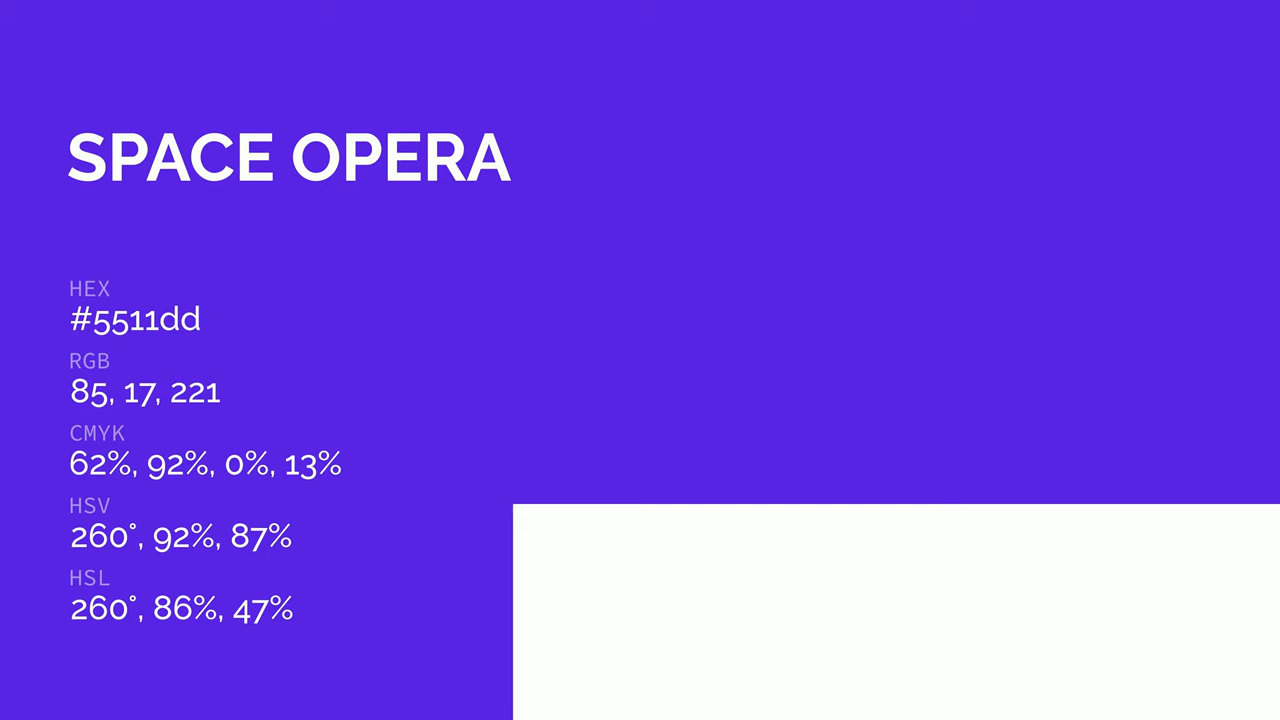 SPACE OPERA
HEX
#5511dd
RGB
85, 17, 221
CMYK
62%, 92%, 0%, 13%
HSV
260°, 92%, 87%
HSL
260°, 86%, 47%